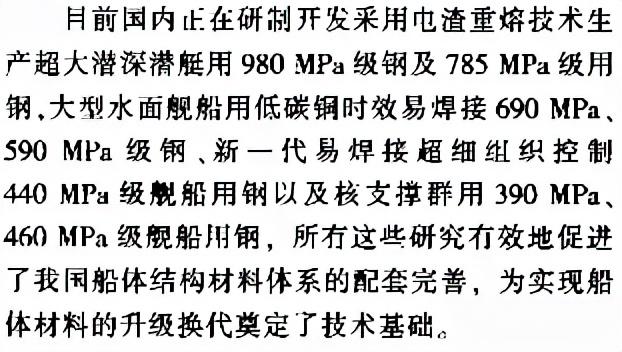 目前国内正在研制开发采用电渣重熔技术生
产超大潜深潜艇用 980 MPa 级钢及 785 MPa 级用
钢,大型水面舰船用低碳铜时效易焊接 690 MPa、
590 MPa 级钢、新一代易焊接超细组织控制
440 MPa 级舰船用钢以及核支撑群用 390 MPa、
460 MPa 级舰船用钢，所有这些研究有效地促进
了我国船体结构材料体系的配套完善，为实现船
体材料的升级换代奠定了技术基础。